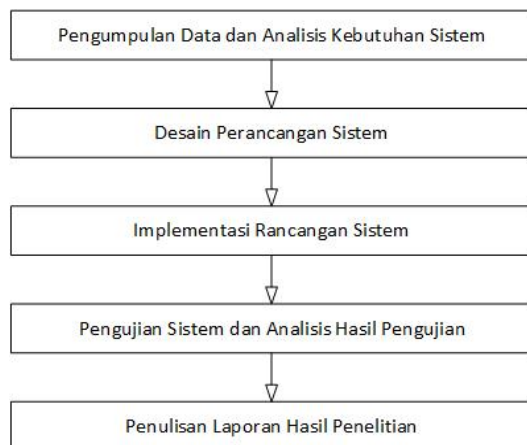 Pengumpulan Data dan Analisis Kebutuhan Sistem
Desain Perancangan Sistem
Implementasi Rancangan Sistem
Pengujian Sistem dan Analisis Hasil Pengujian
Penulisan Laporan Hasil Penelitian